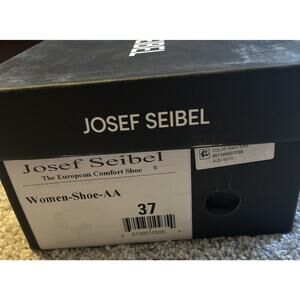 JOSEF SEIBEL
Josef Seibel
The European Comfort Shoe ®
Women-Shoe-AA
37